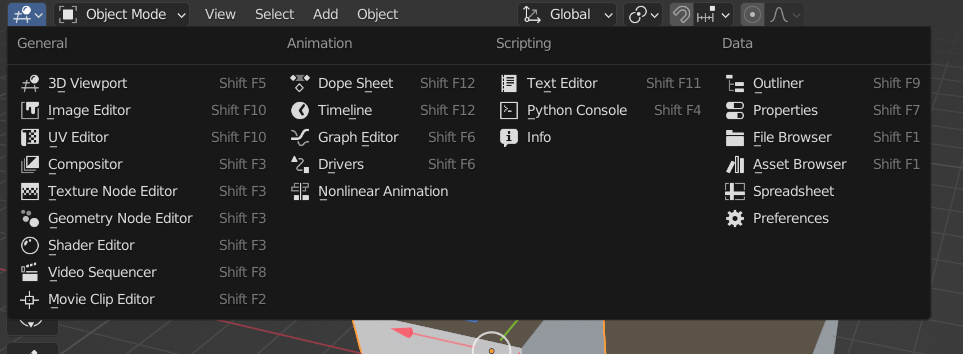 Object Mode View Select Add Object Global
General Animation Scripting Data
3D Viewport Shift F5 Dope Sheet Shift F12 Text Editor Shift F11 Outliner Shift F9
Image Editor Shift F10 Timeline Shift F12 Python Console Shift F4 Properties Shift F7
UV Editor Shift F10 Graph Editor Shift F6 Info File Browser Shift F1
Compositor Shift F3 Drivers Shift F6 Asset Browser Shift F1
Texture Node Editor Shift F3 Nonlinear Animation Spreadsheet
Geometry Node Editor Shift F3 Preferences
Shader Editor Shift F3
Video Sequencer Shift F8
Movie Clip Editor Shift F2